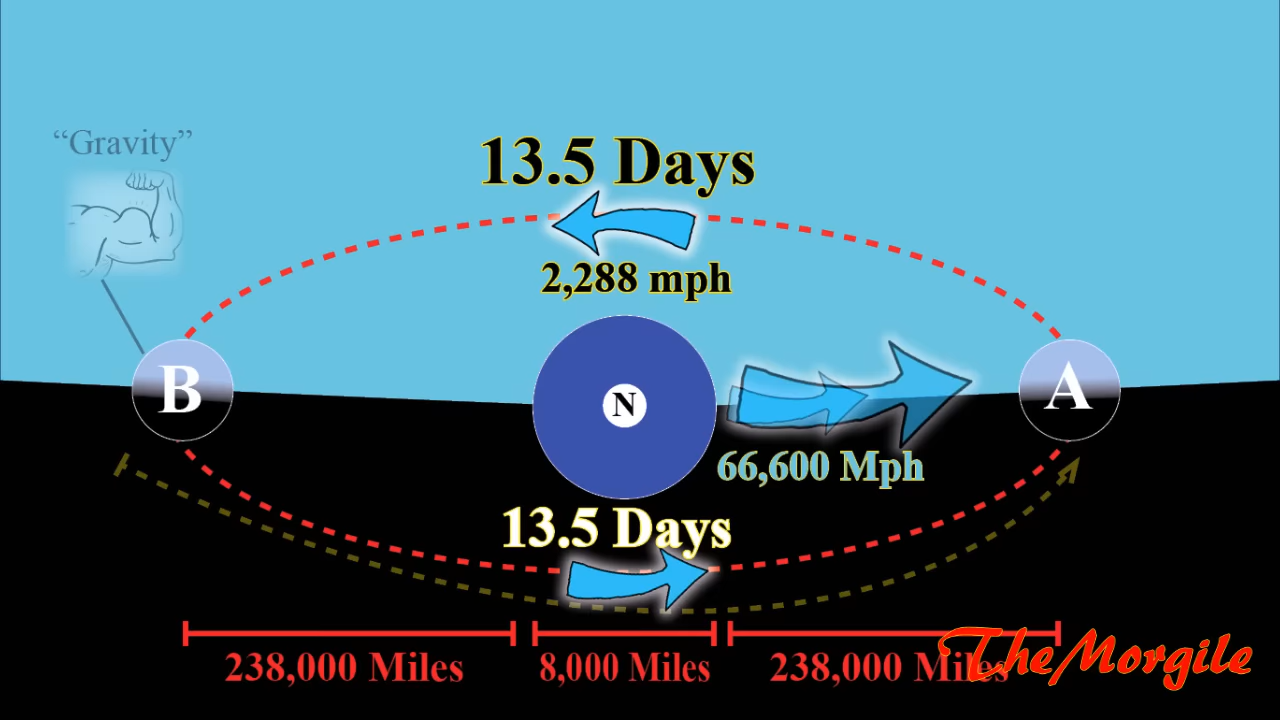 “Gravity”
13.5 Days
2,288 mph
B
N
A
66,600 Mph
13.5 Days
238,000 Miles
8,000 Miles
238,000 Miles
TheMorgile